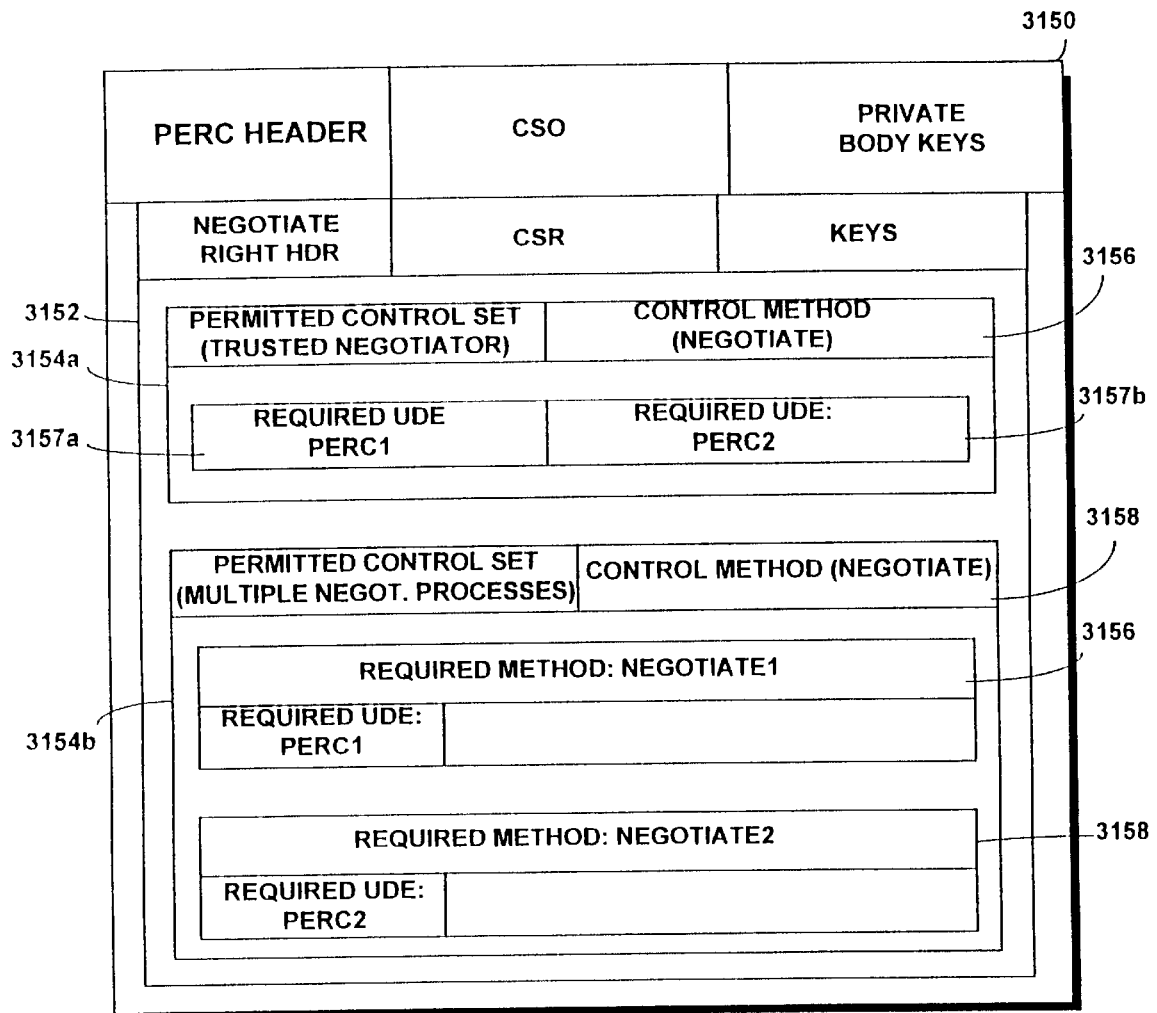 3150
PERC HEADER
CSO
PRIVATE
BODY KEYS
NEGOTIATE
RIGHT HDR
CSR
KEYS
3156
3152
PERMITTED CONTROL SET
(TRUSTED NEGOTIATOR)
CONTROL METHOD
(NEGOTIATE)
3154a
3157a
REQUIRED UDE
PERC1
REQUIRED UDE:
PERC2
3157b
3158
PERMITTED CONTROL SET
(MULTIPLE NEGOT. PROCESSES)
CONTROL METHOD (NEGOTIATE)
3156
REQUIRED METHOD: NEGOTIATE1
REQUIRED UDE:
PERC1
3154b
REQUIRED METHOD: NEGOTIATE2
3158
REQUIRED UDE:
PERC2